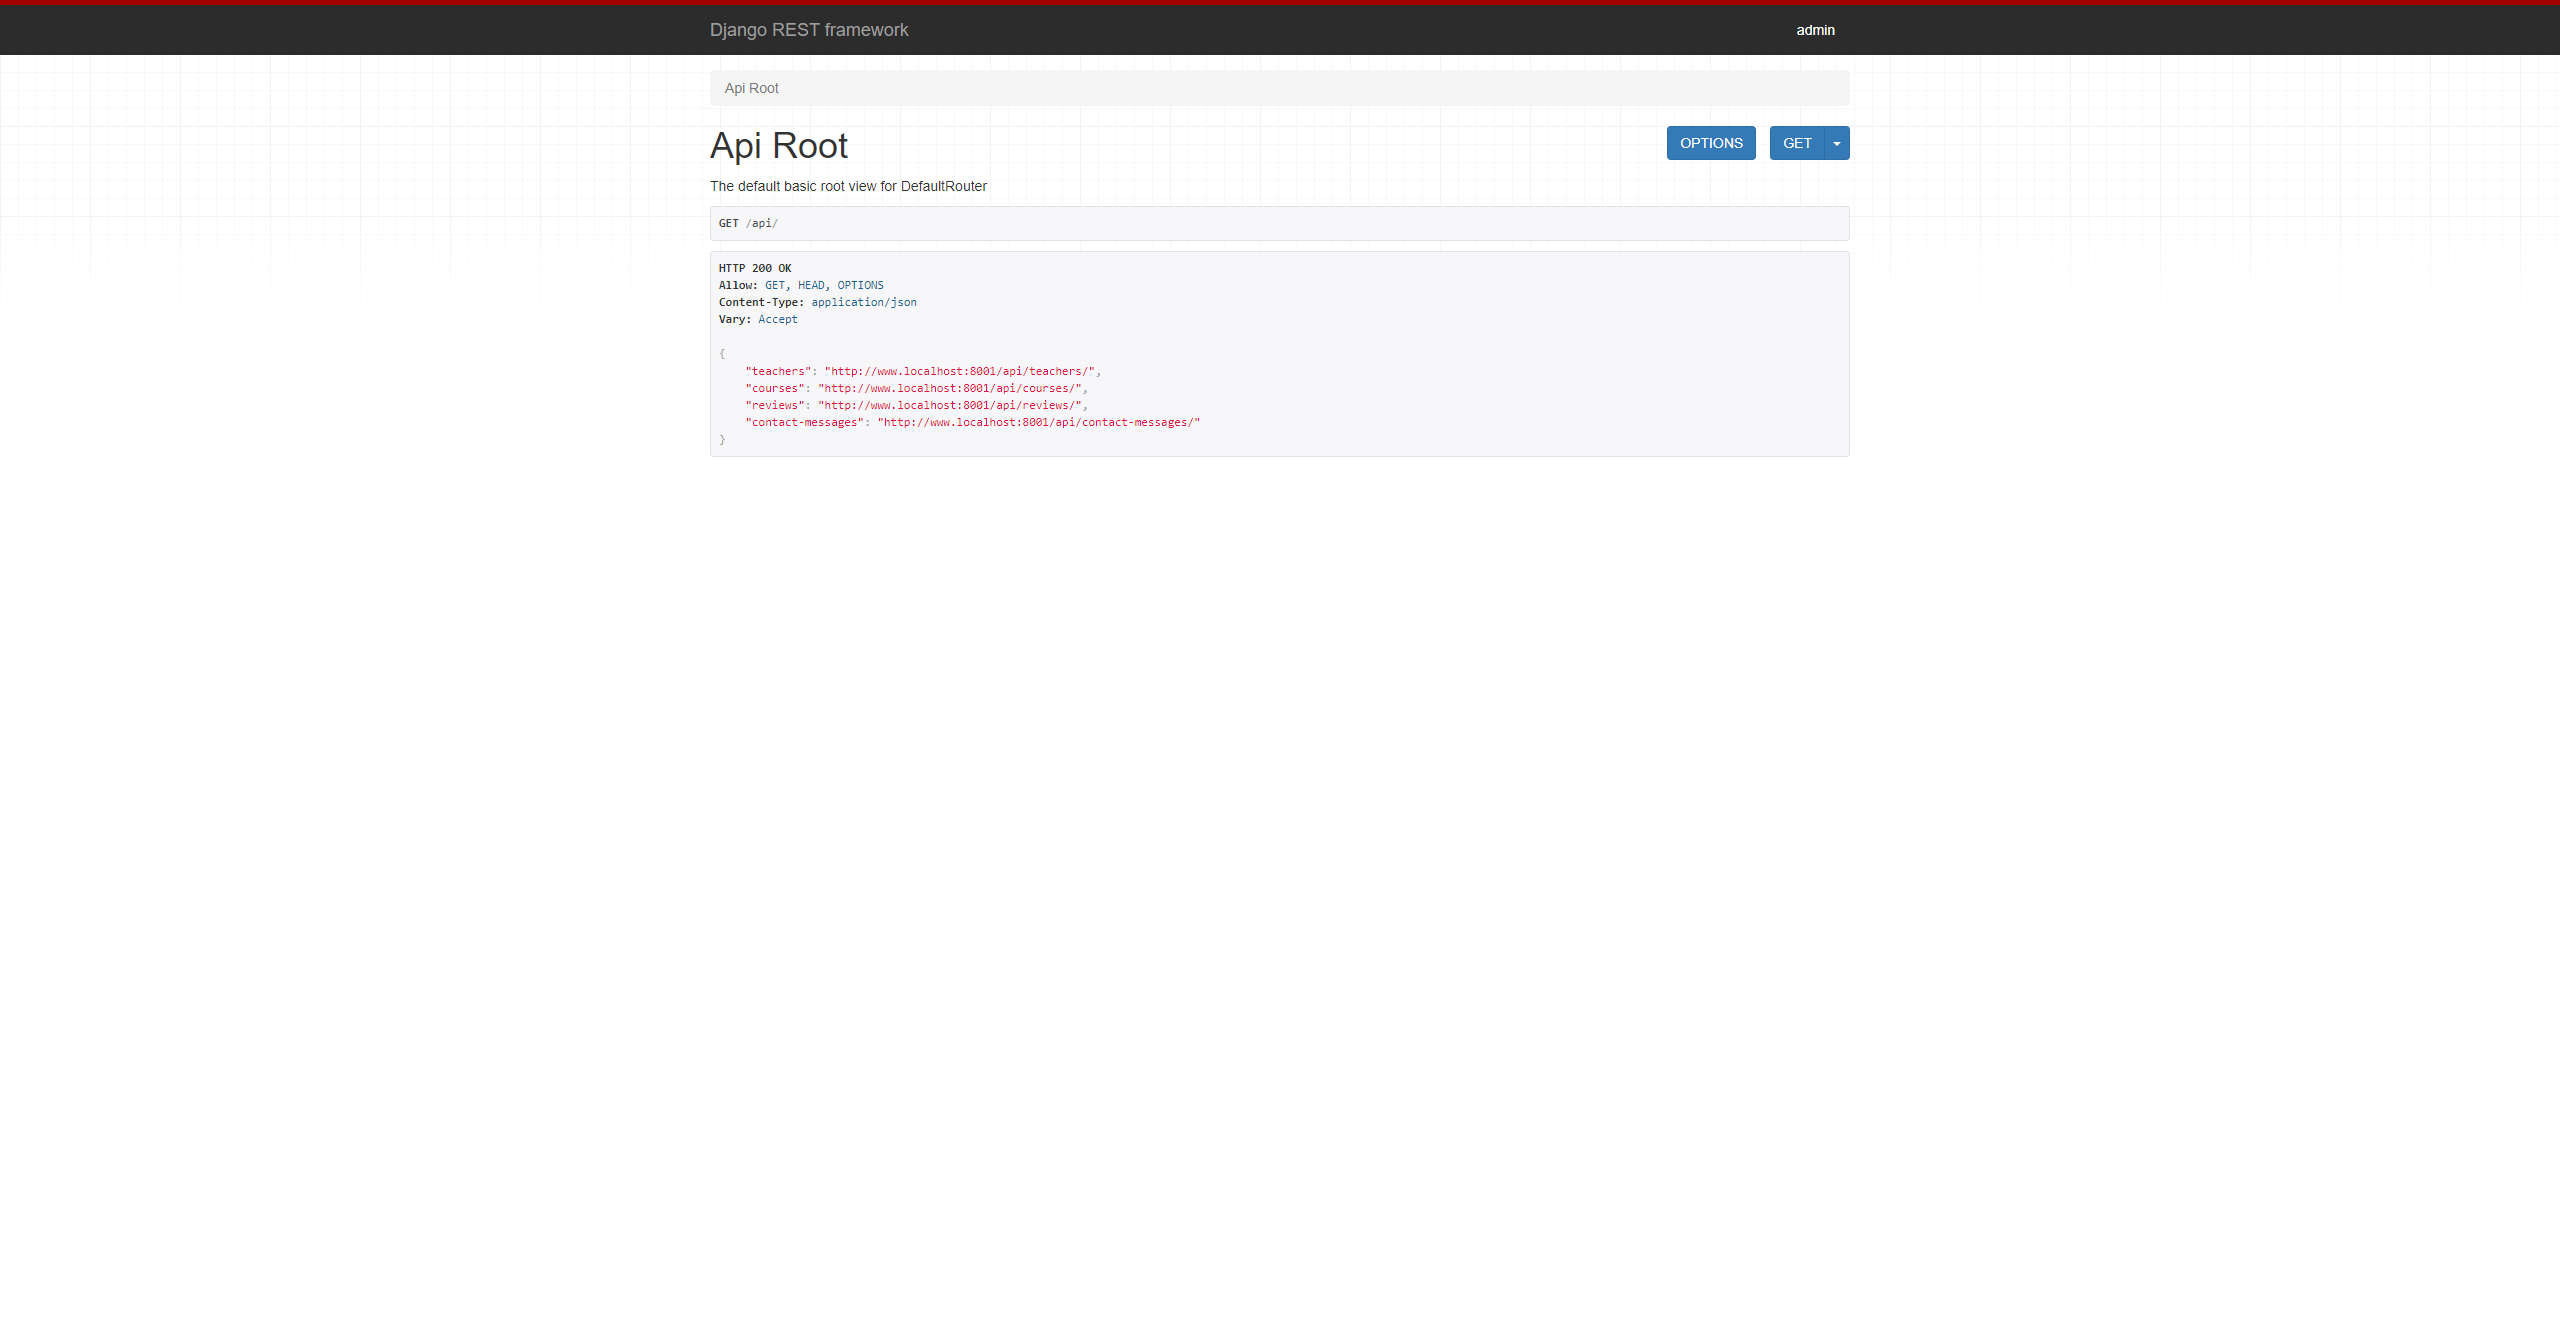 Django REST framework
admin
Api Root
Api Root
OPTIONS
GET
The default basic root view for DefaultRouter
GET /api/
HTTP 200 OK
Allow: GET, HEAD, OPTIONS
Content-Type: application/json
Vary: Accept
{
    "teachers": "http://www.localhost:8001/api/teachers/",
    "courses": "http://www.localhost:8001/api/courses/",
    "reviews": "http://www.localhost:8001/api/reviews/",
    "contact-messages": "http://www.localhost:8001/api/contact-messages/"
}